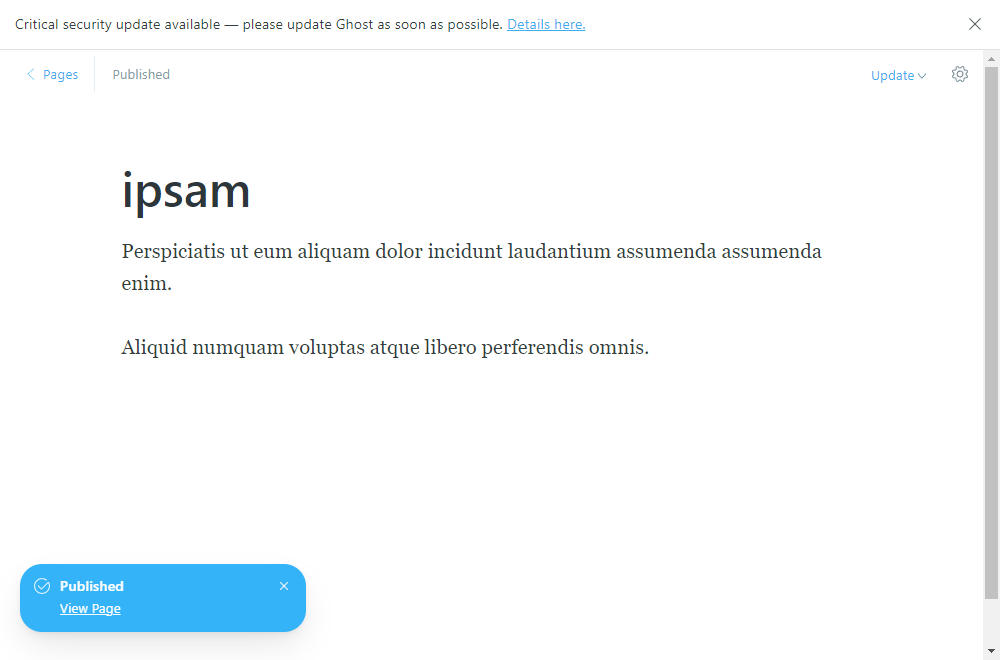 Critical security update available — please update Ghost as soon as possible. Details here.
Pages
Published
Update
ipsam
Perspiciatis ut eum aliquam dolor incidunt laudantium assumenda assumenda
enim.
Aliquid numquam voluptas atque libero perferendis omnis.
Published
View Page